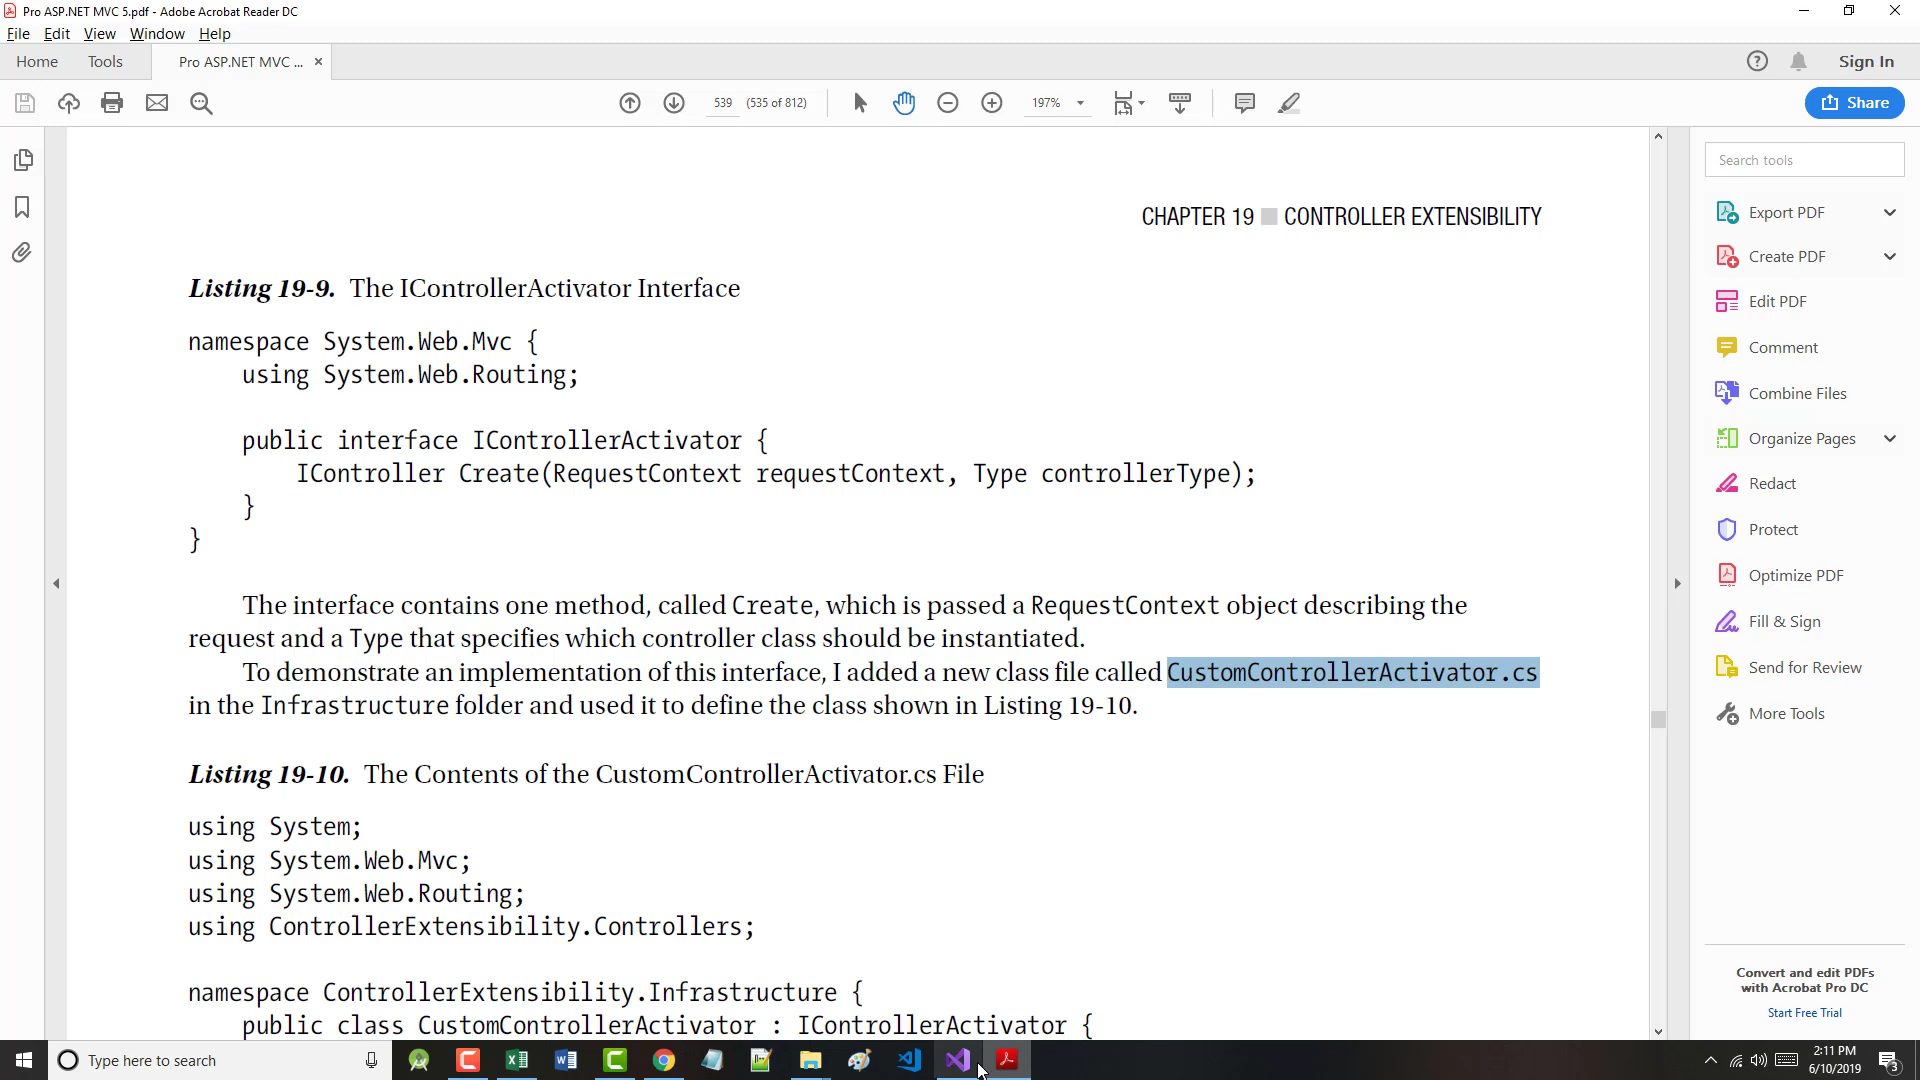 Pro ASP.NET MVC 5.pdf - Adobe Acrobat Reader DC
File Edit View Window Help
Home Tools Pro ASP.NET MVC ... × Sign In
539 (535 of 812) 197% Share
Search tools
CHAPTER 19 CONTROLLER EXTENSIBILITY
Listing 19-9. The IControllerActivator Interface
namespace System.Web.Mvc {
using System.Web.Routing;
public interface IControllerActivator {
IController Create(RequestContext requestContext, Type controllerType);
}
}
The interface contains one method, called Create, which is passed a RequestContext object describing the
request and a Type that specifies which controller class should be instantiated.
To demonstrate an implementation of this interface, I added a new class file called CustomControllerActivator.cs
in the Infrastructure folder and used it to define the class shown in Listing 19-10.
Listing 19-10. The Contents of the CustomControllerActivator.cs File
using System;
using System.Web.Mvc;
using System.Web.Routing;
using ControllerExtensibility.Controllers;
namespace ControllerExtensibility.Infrastructure {
public class CustomControllerActivator : IControllerActivator {
Export PDF
Create PDF
Edit PDF
Comment
Combine Files
Organize Pages
Redact
Protect
Optimize PDF
Fill & Sign
Send for Review
More Tools
Convert and edit PDFs
with Acrobat Pro DC
Start Free Trial
Type here to search
2:11 PM
6/10/2019
3